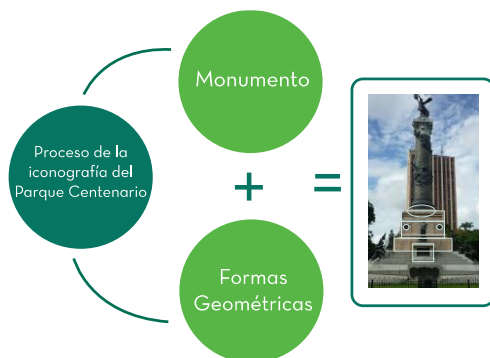 Monumento
Proceso de la
iconografía del
Parque Centenario
+
=
Formas
Geométricas